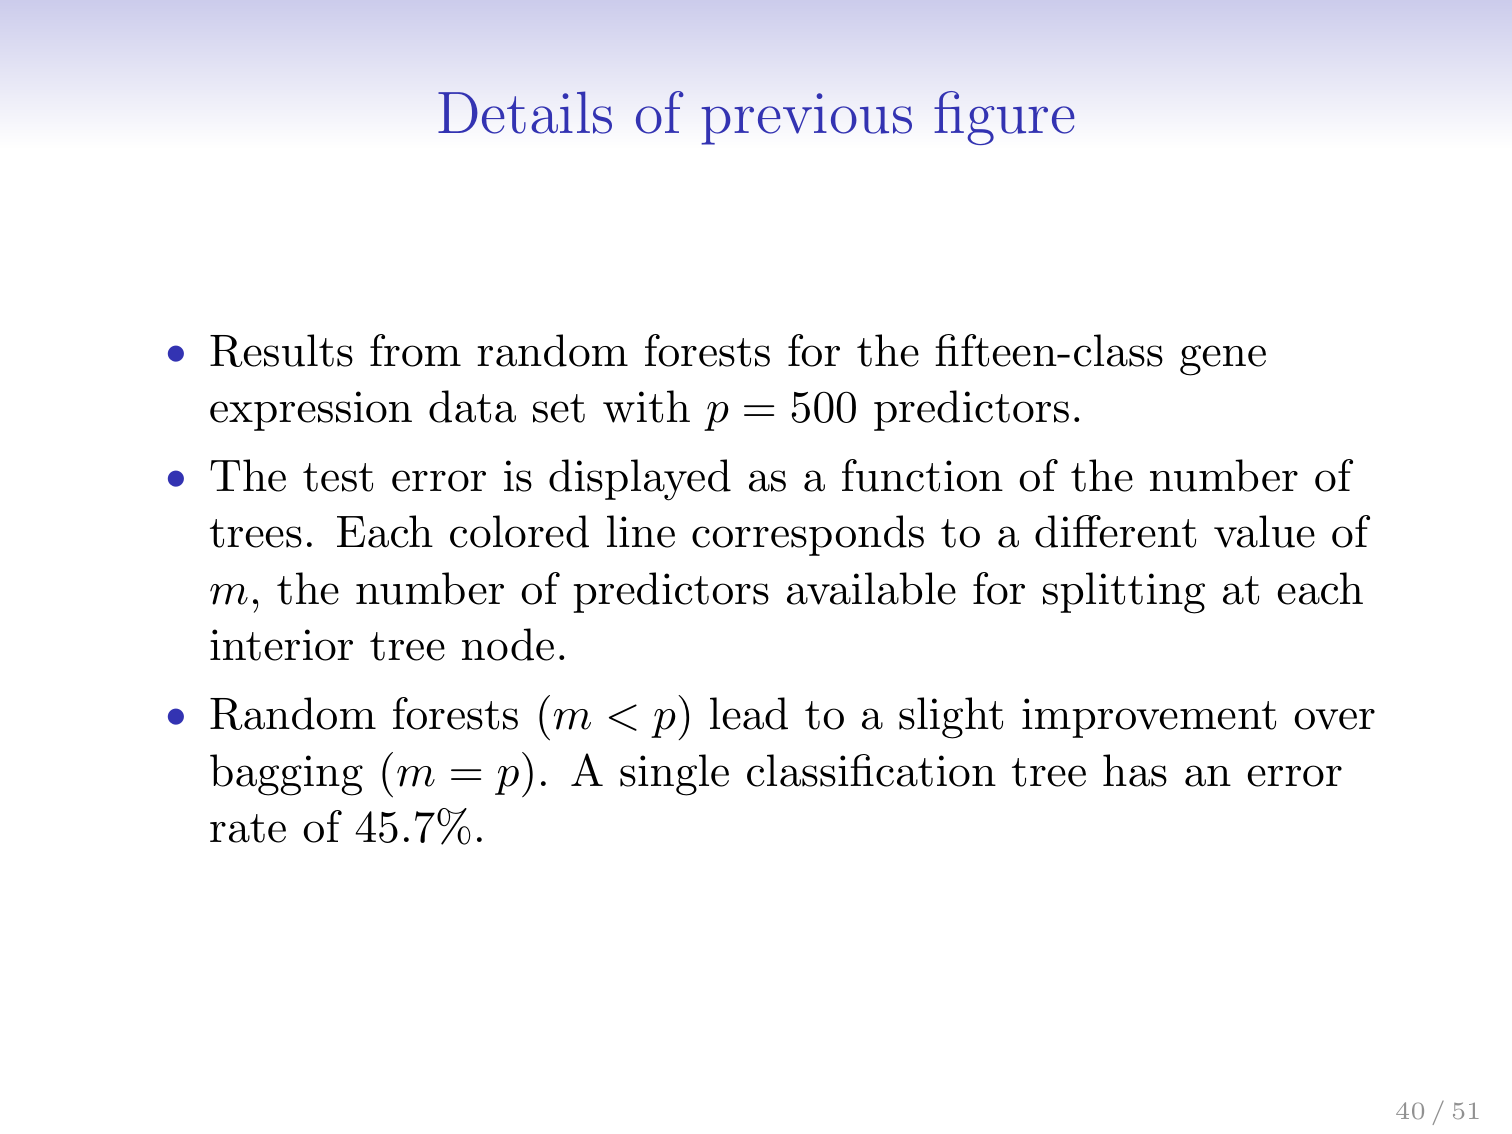 Details of previous figure
• Results from random forests for the fifteen-class gene
expression data set with p = 500 predictors.
• The test error is displayed as a function of the number of
trees. Each colored line corresponds to a different value of
m, the number of predictors available for splitting at each
interior tree node.
• Random forests (m < p) lead to a slight improvement over
bagging (m = p). A single classification tree has an error
rate of 45.7%.
40 / 51